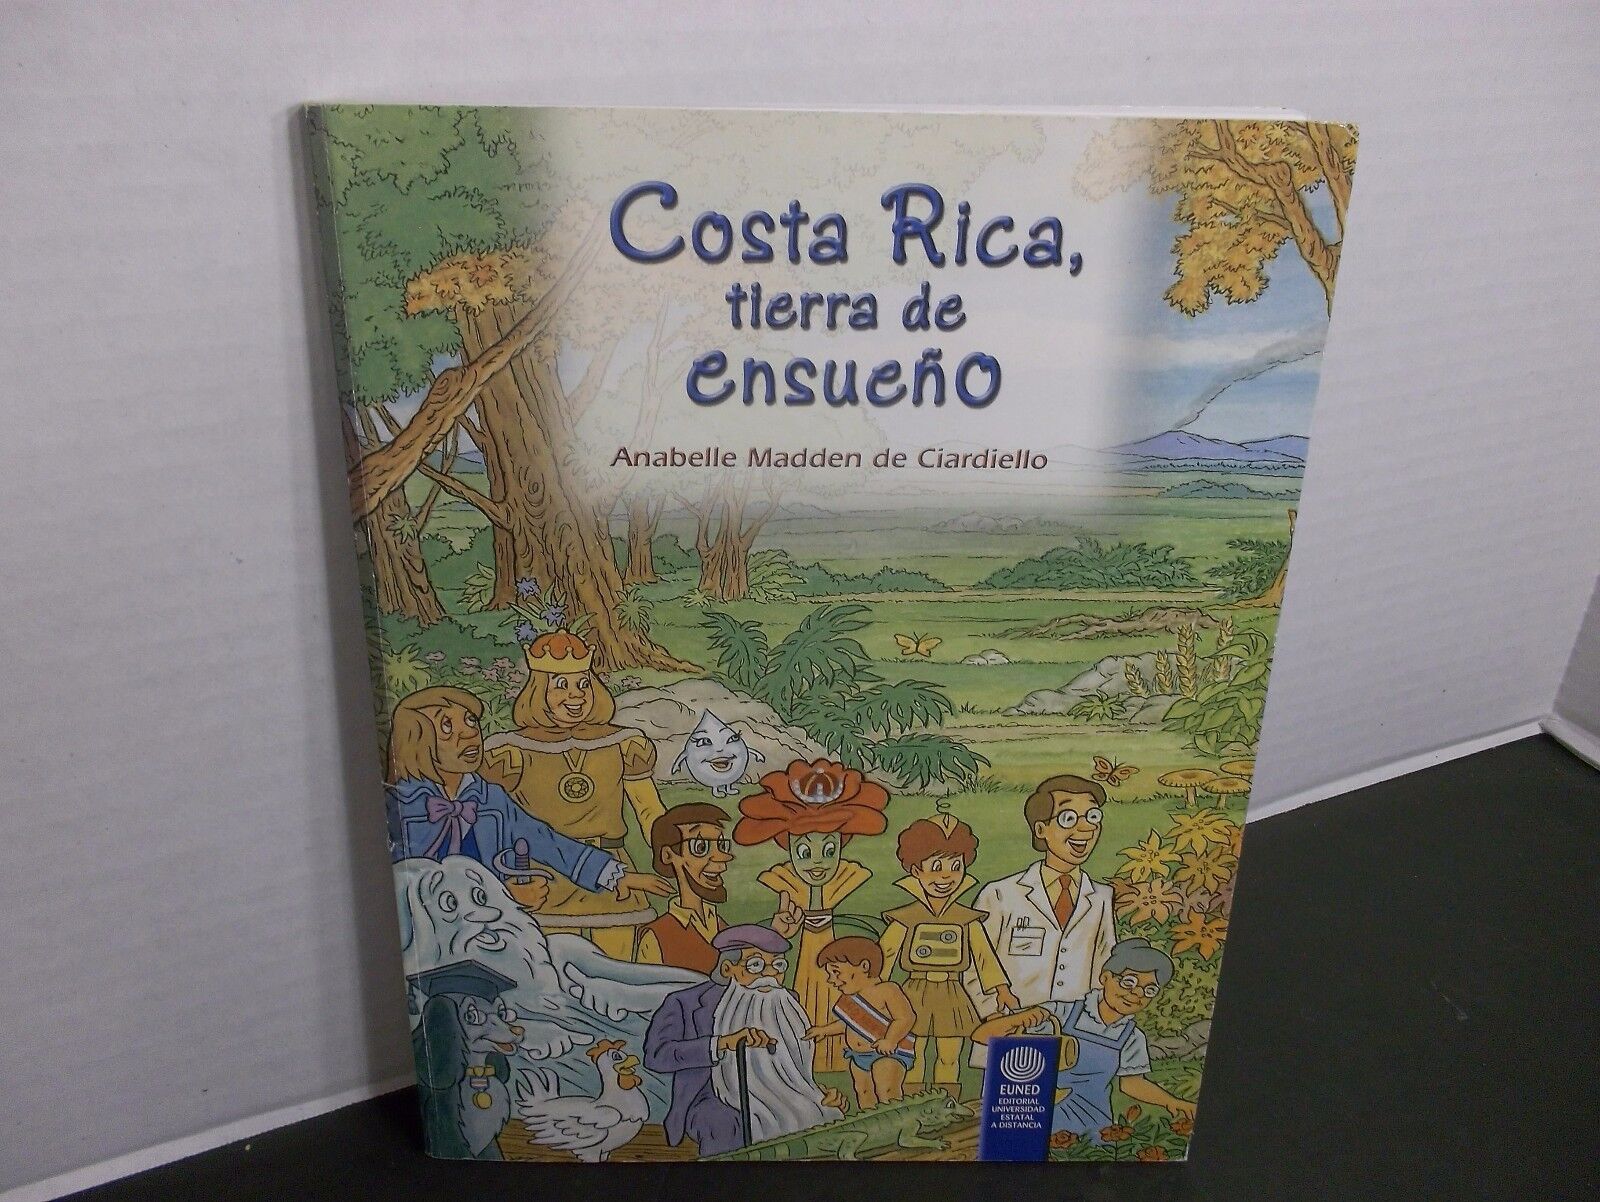 Costa Rica,
tierra de
ensueño
Anabelle Madden de Ciardiello
EUNED
EDITORIAL
UNIVERSIDAD
ESTATAL
A DISTANCIA